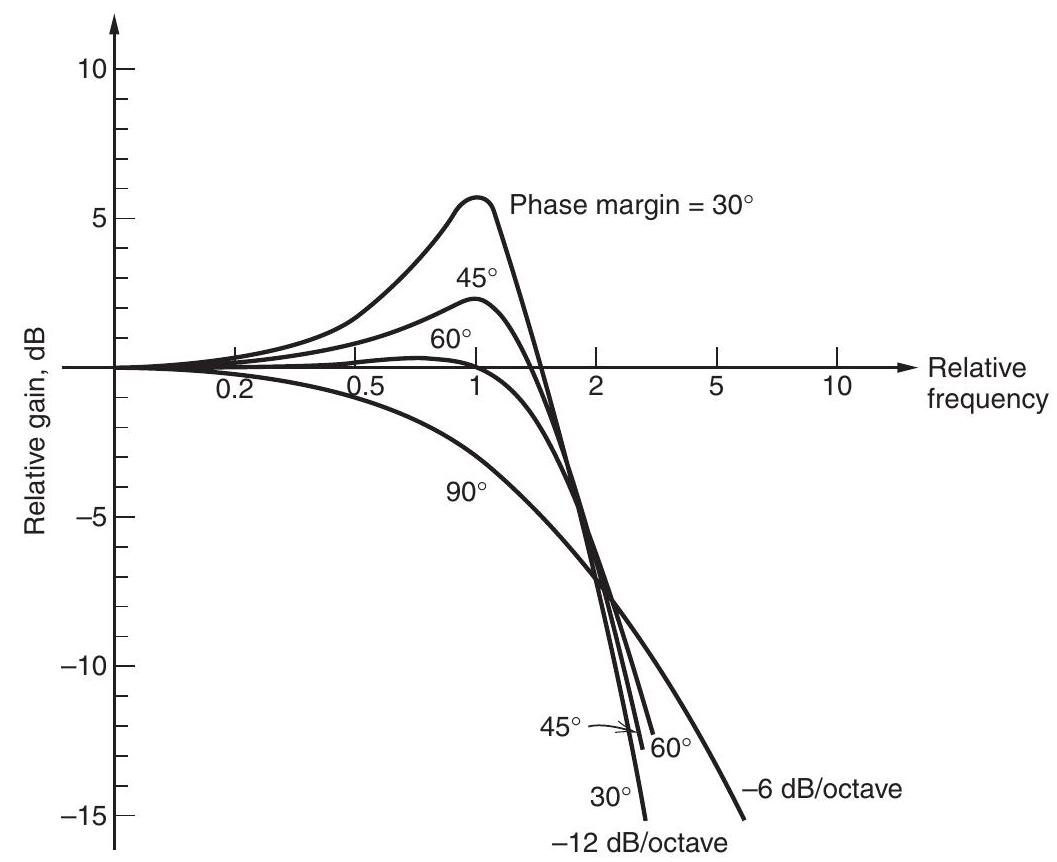 10
Phase margin = 30°
5
45°
60°
Relative gain, dB
0.2
0.5
1
2
5
10
Relative
frequency
90°
–5
–10
45°
60°
30°
–6 dB/octave
–15
–12 dB/octave